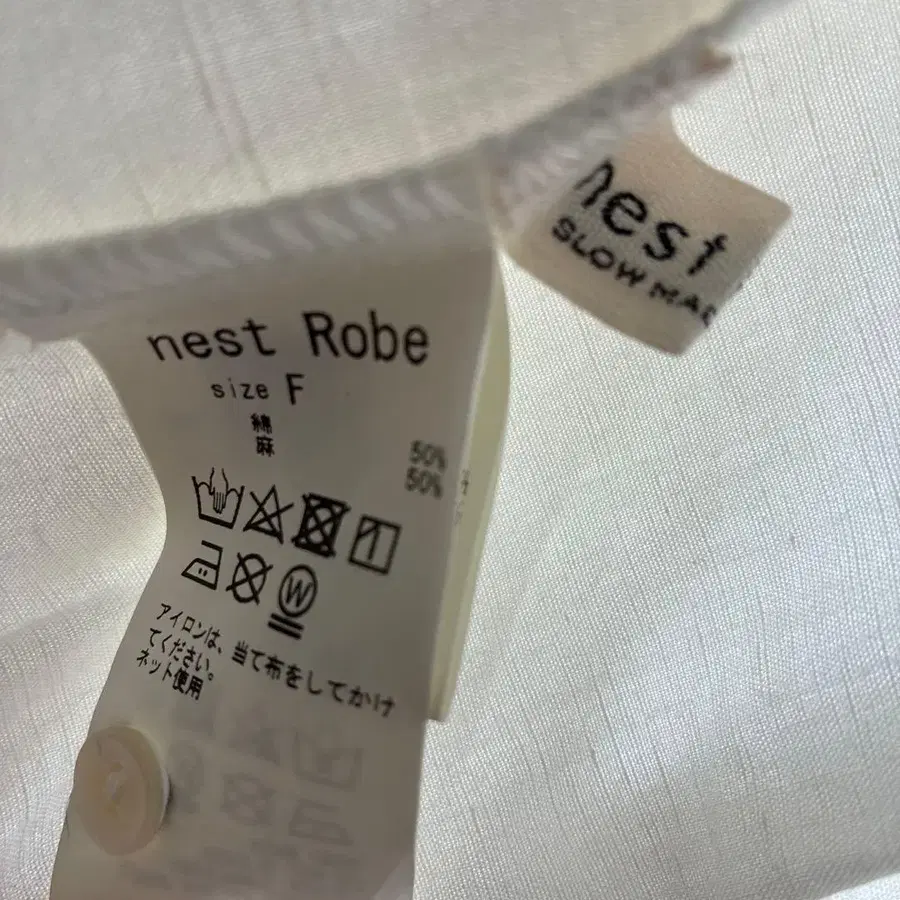 nest Robe
size F
綿 50%
麻 50%
W
アイロンは、当て布をしてかけ
てください。
ネット使用
nest
SLOW MAD